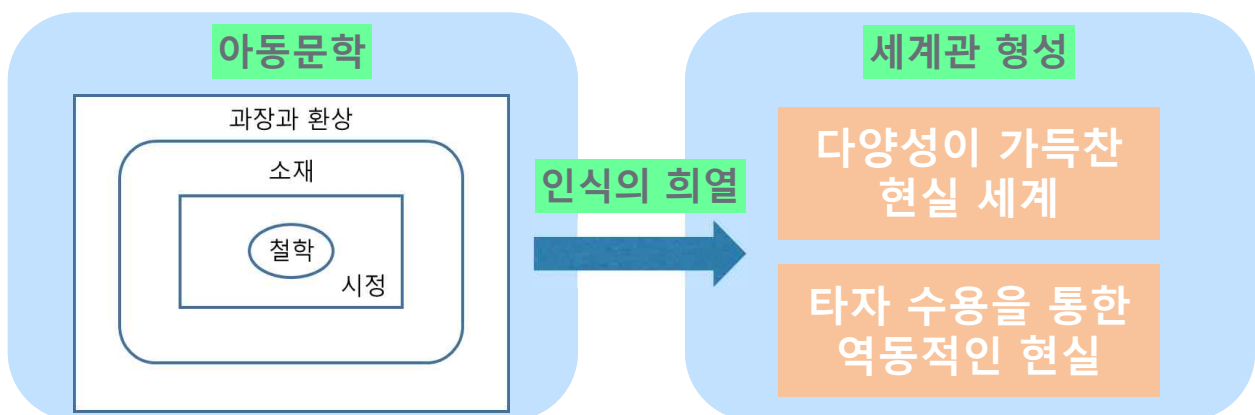 아동문학
과장과 환상
소재
철학
시정
인식의 희열
세계관 형성
다양성이 가득찬
현실 세계
타자 수용을 통한
역동적인 현실